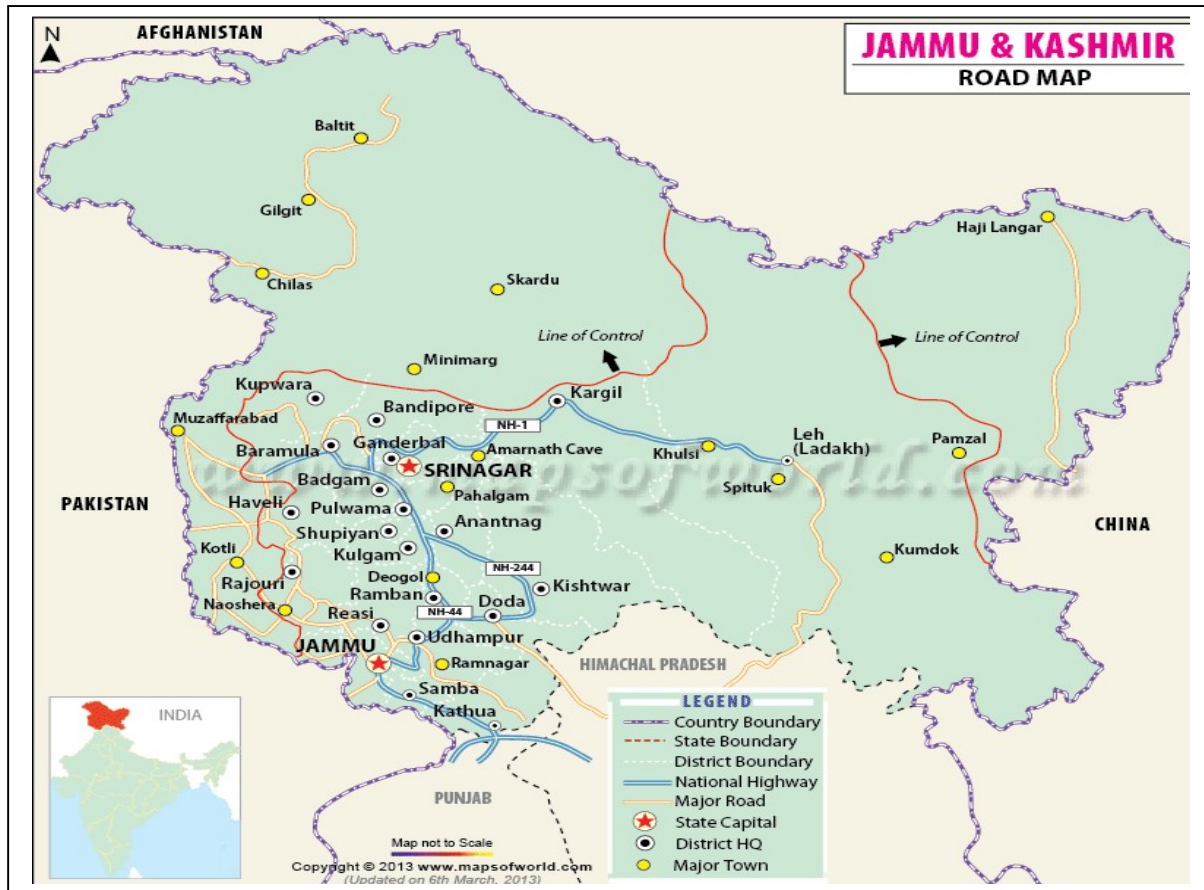 N
AFGHANISTAN
JAMMU & KASHMIR
ROAD MAP
Baltit
Gilgit
Haji Langar
Chilas
Skardu
Line of Control
Line of Control
Minimarg
Kupwara
Kargil
Bandipore
Muzaffarabad
NH-1
Ganderbal
Amarnath Cave
Leh
(Ladakh)
Pamzal
Baramula
Khulsi
SRINAGAR
www.mapsofworld.com
Badgam
Pahalgam
Spituk
PAKISTAN
Haveli
Pulwama
Anantnag
CHINA
Shupiyan
Kotli
Kulgam
Kumdok
NH-244
Rajouri
Deogol
Kishtwar
Naoshera
Ramban
Doda
Reasi
NH-44
Udhampur
JAMMU
Ramnagar
HIMACHAL PRADESH
Samba
Kathua
INDIA
PUNJAB
LEGEND
Country Boundary
State Boundary
District Boundary
National Highway
Major Road
State Capital
District HQ
Major Town
Map not to Scale
Copyright © 2013 www.mapsofworld.com
(Updated on 6th March, 2013)